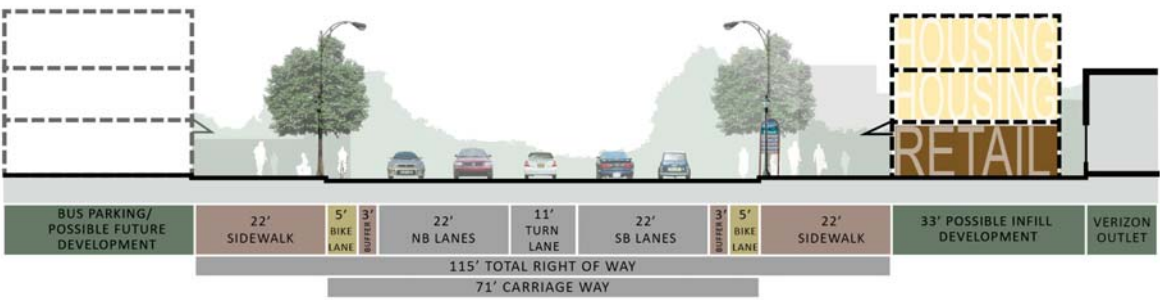 HOUSING
HOUSING
RETAIL
BUS PARKING/
POSSIBLE FUTURE
DEVELOPMENT
22'
SIDEWALK
5'
BIKE
LANE
3'
BUFFER
22'
NB LANES
11'
TURN
LANE
22'
SB LANES
3'
BUFFER
5'
BIKE
LANE
22'
SIDEWALK
33' POSSIBLE INFILL
DEVELOPMENT
VERIZON
OUTLET
115' TOTAL RIGHT OF WAY
71' CARRIAGE WAY